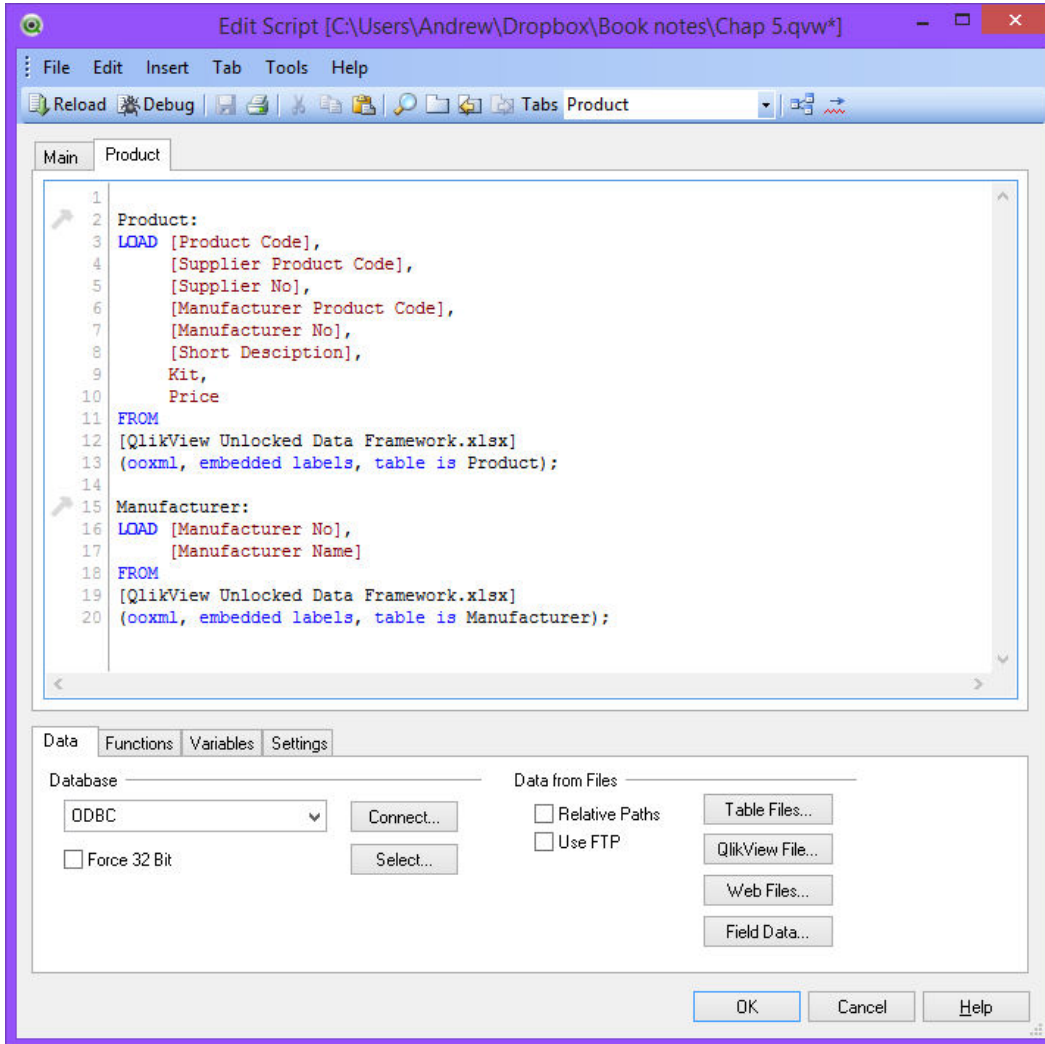 Edit Script [C:\Users\Andrew\Dropbox\Book notes\Chap 5.qvw*]
File Edit Insert Tab Tools Help
Reload Debug Tabs Product
Main Product
1
2 Product:
3 LOAD [Product Code],
4 [Supplier Product Code],
5 [Supplier No],
6 [Manufacturer Product Code],
7 [Manufacturer No],
8 [Short Desciption],
9 Kit,
10 Price
11 FROM
12 [QlikView Unlocked Data Framework.xlsx]
13 (ooxml, embedded labels, table is Product);
14
15 Manufacturer:
16 LOAD [Manufacturer No],
17 [Manufacturer Name]
18 FROM
19 [QlikView Unlocked Data Framework.xlsx]
20 (ooxml, embedded labels, table is Manufacturer);
Data Functions Variables Settings
Database
ODBC
Connect...
Force 32 Bit
Select...
Data from Files
Relative Paths
Use FTP
Table Files...
QlikView File...
Web Files...
Field Data...
OK Cancel Help